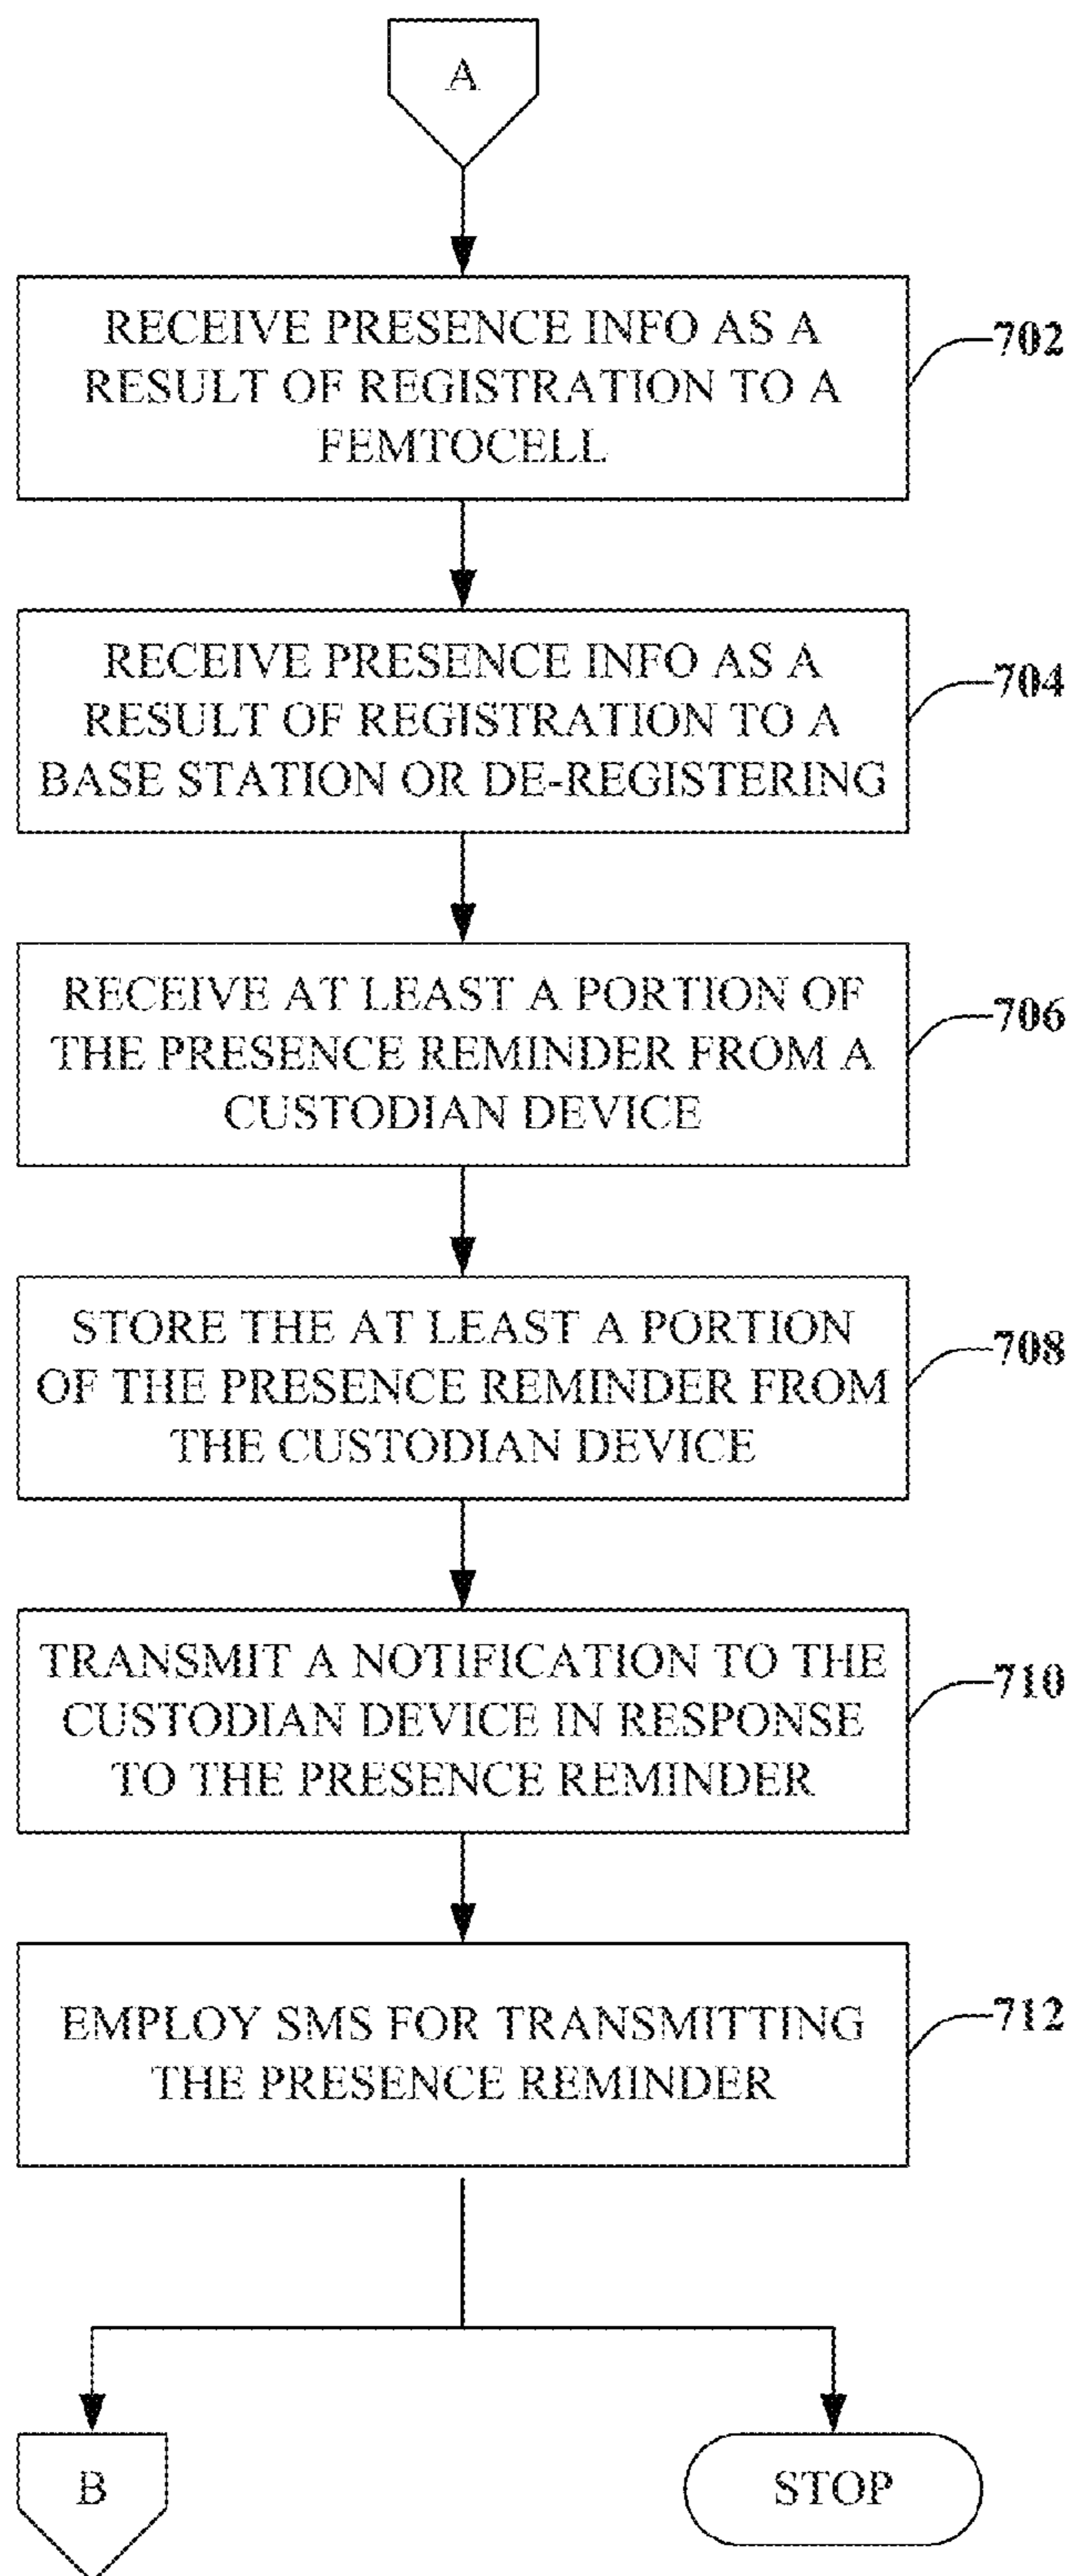 A
RECEIVE PRESENCE INFO AS A
RESULT OF REGISTRATION TO A
FEMTOCELL
702
RECEIVE PRESENCE INFO AS A
RESULT OF REGISTRATION TO A
BASE STATION OR DE-REGISTERING
704
RECEIVE AT LEAST A PORTION OF
THE PRESENCE REMINDER FROM A
CUSTODIAN DEVICE
706
STORE THE AT LEAST A PORTION
OF THE PRESENCE REMINDER FROM
THE CUSTODIAN DEVICE
708
TRANSMIT A NOTIFICATION TO THE
CUSTODIAN DEVICE IN RESPONSE
TO THE PRESENCE REMINDER
710
EMPLOY SMS FOR TRANSMITTING
THE PRESENCE REMINDER
712
B
STOP